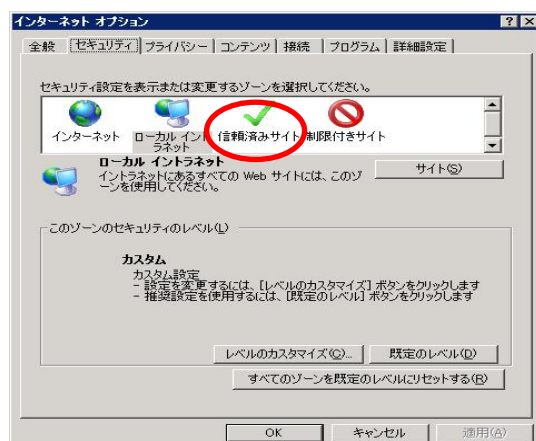 インターネット オプション
全般 セキュリティ プライバシー コンテンツ 接続 プログラム 詳細設定
セキュリティ設定を表示または変更するゾーンを選択してください。
インターネット ローカル イントラネット 信頼済みサイト 制限付きサイト
ローカル イントラネット
イントラネットにあるすべての Web サイトには、このゾ
ーンを使用してください。
サイト(S)
このゾーンのセキュリティのレベル(L)
カスタム
カスタム設定
- 設定を変更するには、[レベルのカスタマイズ] ボタンをクリックします
- 推奨設定を使用するには、[既定のレベル] ボタンをクリックします
レベルのカスタマイズ(C)... 既定のレベル(D)
すべてのゾーンを既定のレベルにリセットする(R)
OK キャンセル 適用(A)